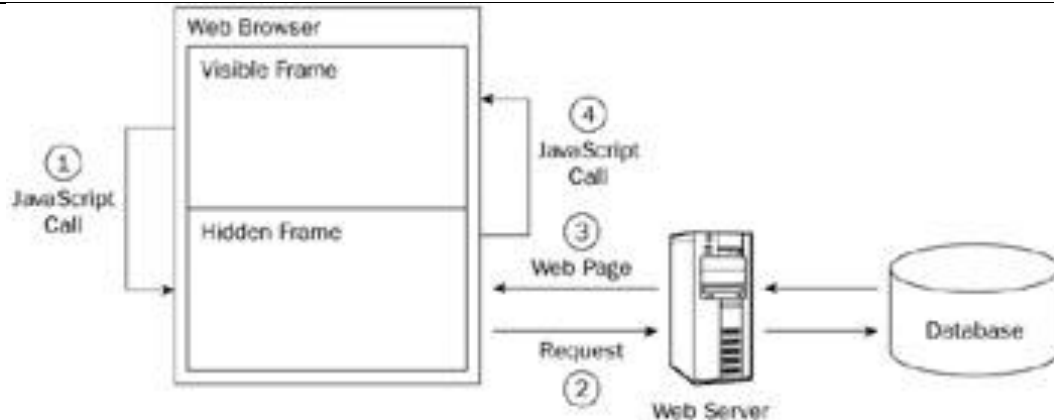 Web Browser
Visible Frame
1
JavaScript
Call
4
JavaScript
Call
Hidden Frame
3
Web Page
Request
2
Web Server
Database